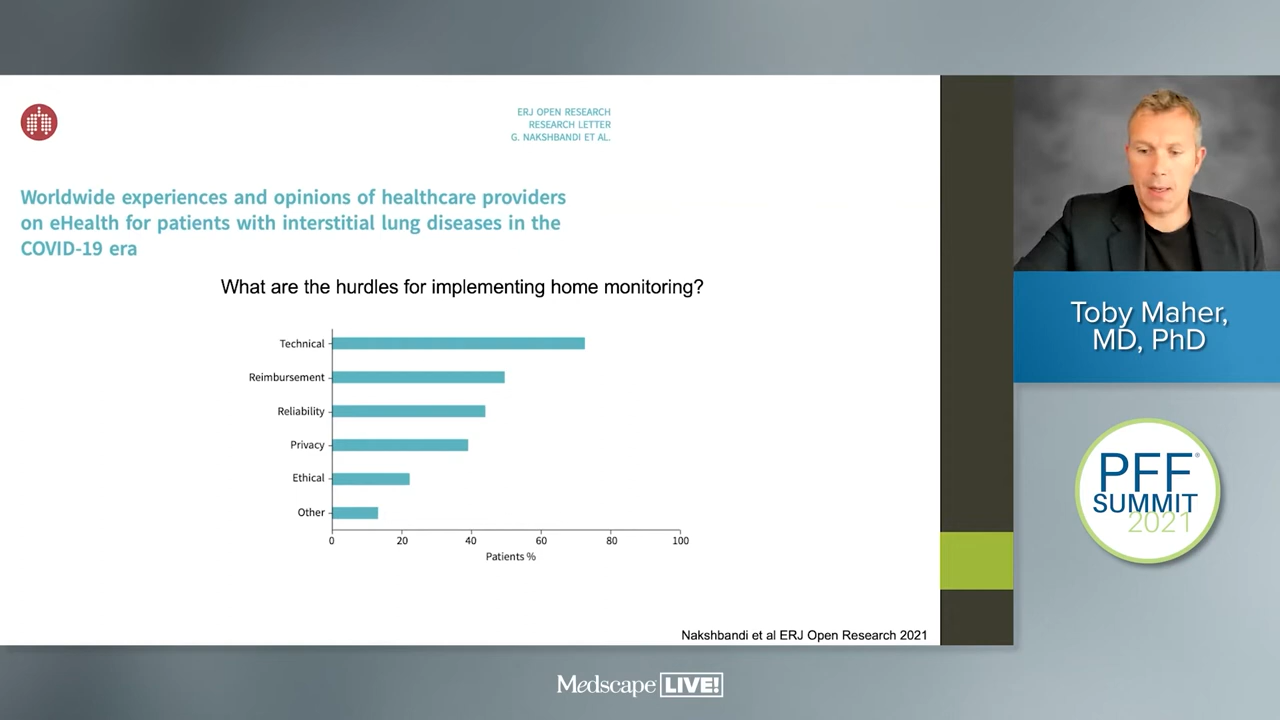 ERJ OPEN RESEARCH
RESEARCH LETTER
G. NAKSHBANDI ET AL.
Worldwide experiences and opinions of healthcare providers
on eHealth for patients with interstitial lung diseases in the
COVID-19 era
What are the hurdles for implementing home monitoring?
Technical
Reimbursement
Reliability
Privacy
Ethical
Other
0 20 40 60 80 100
Patients %
Nakshbandi et al ERJ Open Research 2021
Toby Maher,
MD, PhD
PFF®
SUMMIT
2021
Medscape LIVE!